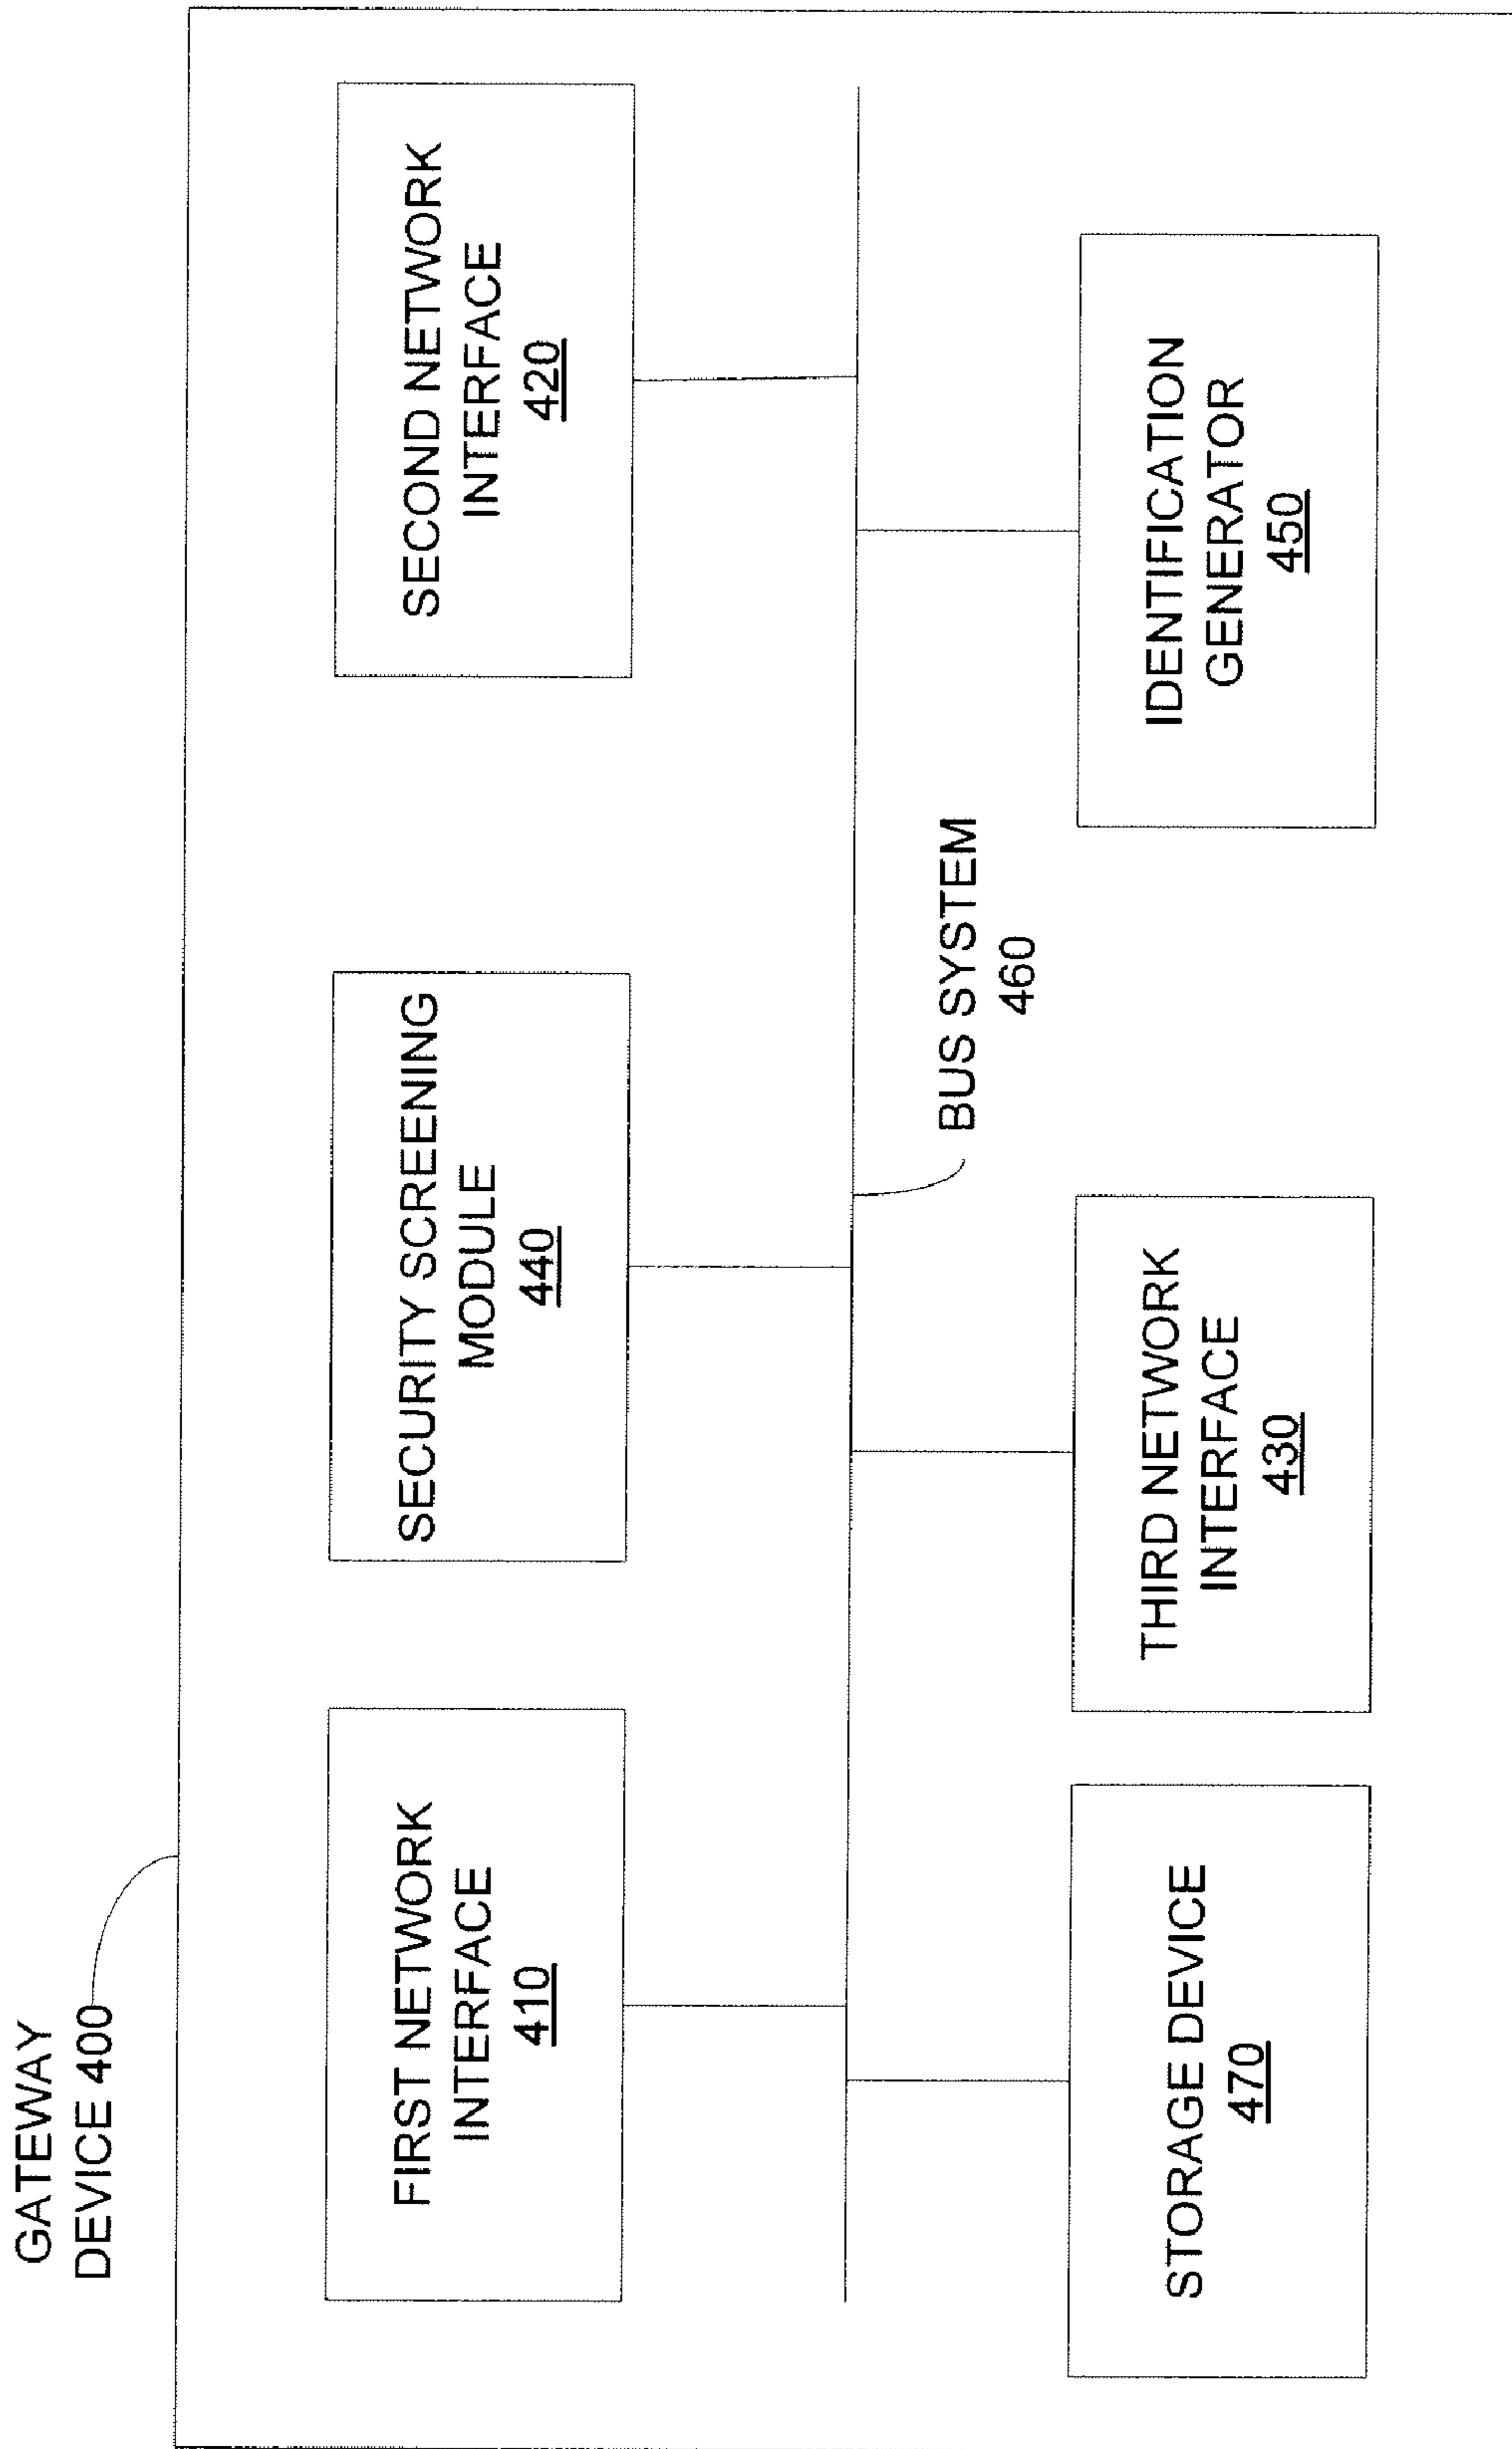 GATEWAY
DEVICE 400
FIRST NETWORK
INTERFACE
410
SECURITY SCREENING
MODULE
440
SECOND NETWORK
INTERFACE
420
BUS SYSTEM
460
STORAGE DEVICE
470
THIRD NETWORK
INTERFACE
430
IDENTIFICATION
GENERATOR
450